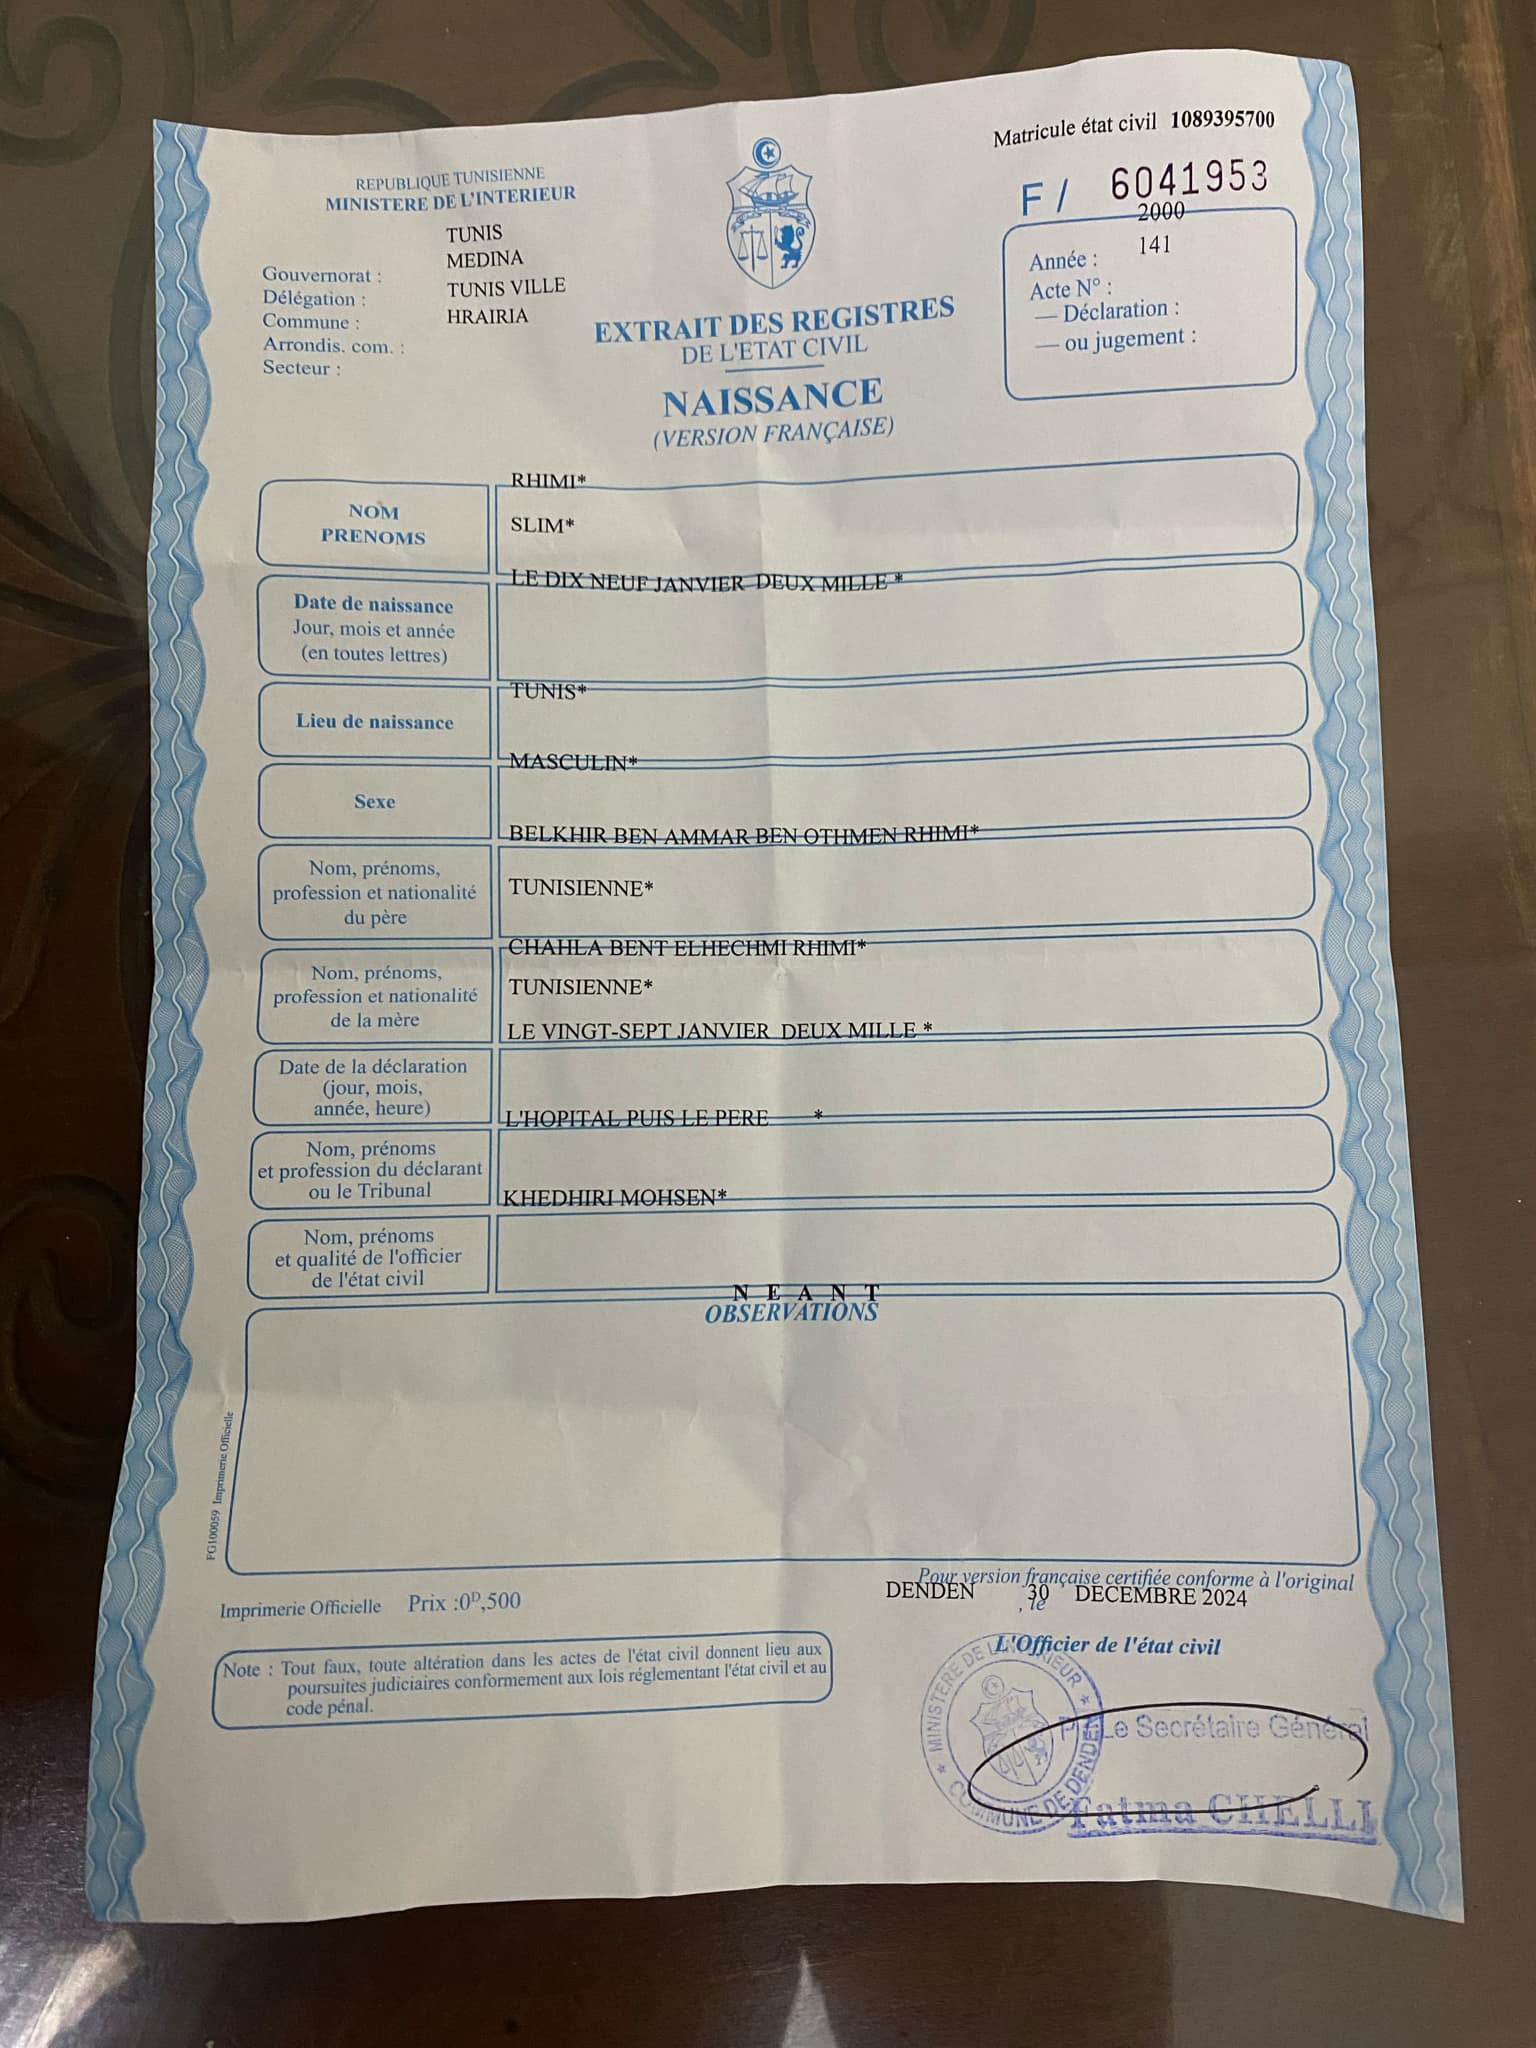 Matricule état civil 1089395700
REPUBLIQUE TUNISIENNE
MINISTERE DE L'INTERIEUR
F / 6041953
2000
141
Année :
Acte N° :
— Déclaration :
— ou jugement :
TUNIS
MEDINA
TUNIS VILLE
HRAIRIA
Gouvernorat :
Délégation :
Commune :
Arrondis. com. :
Secteur :
EXTRAIT DES REGISTRES
DE L'ETAT CIVIL
NAISSANCE
(VERSION FRANÇAISE)
NOM
PRENOMS
RHIMI*
SLIM*
Date de naissance
Jour, mois et année
(en toutes lettres)
LE DIX NEUF JANVIER DEUX MILLE *
Lieu de naissance
TUNIS*
Sexe
MASCULIN*
Nom, prénoms,
profession et nationalité
du père
BELKHIR BEN AMMAR BEN OTHMEN RHIMI*
TUNISIENNE*
Nom, prénoms,
profession et nationalité
de la mère
CHAHLA BENT ELHECHMI RHIMI*
TUNISIENNE*
Date de la déclaration
(jour, mois,
année, heure)
LE VINGT-SEPT JANVIER DEUX MILLE *
Nom, prénoms
et profession du déclarant
ou le Tribunal
L'HOPITAL PUIS LE PERE *
Nom, prénoms
et qualité de l'officier
de l'état civil
KHEDHIRI MOHSEN*
N E A N T
OBSERVATIONS
FG100059 Imprimerie Officielle
Imprimerie Officielle Prix :0D,500
Pour version française certifiée conforme à l'original
DENDEN , le 30 DECEMBRE 2024
L'Officier de l'état civil
Note : Tout faux, toute altération dans les actes de l'état civil donnent lieu aux
poursuites judiciaires conformement aux lois réglementant l'état civil et au
code pénal.
* MINISTERE DE L'INTERIEUR *
COMMUNE DE DENDEN
Le Secrétaire Général
Fatma CHELLI